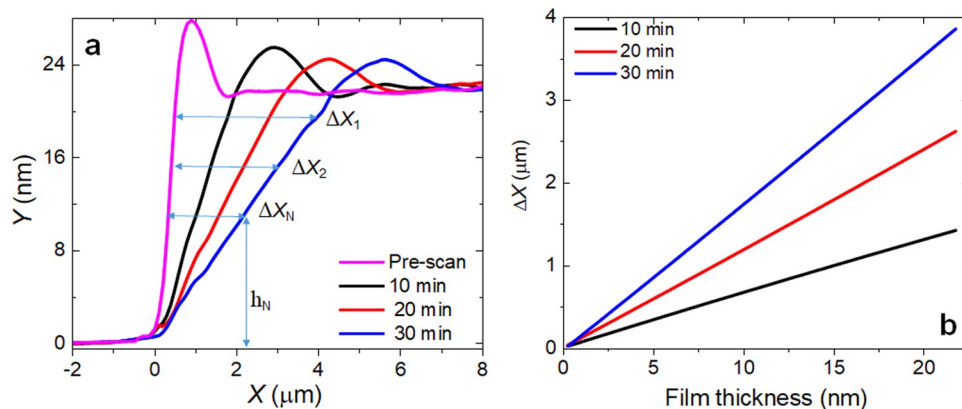 a
Y (nm)
24
16
8
0
-2
0
2
4
6
8
X (μm)
ΔX1
ΔX2
ΔXN
hN
Pre-scan
10 min
20 min
30 min
b
ΔX (μm)
4
3
2
1
0
0
5
10
15
20
Film thickness (nm)
10 min
20 min
30 min